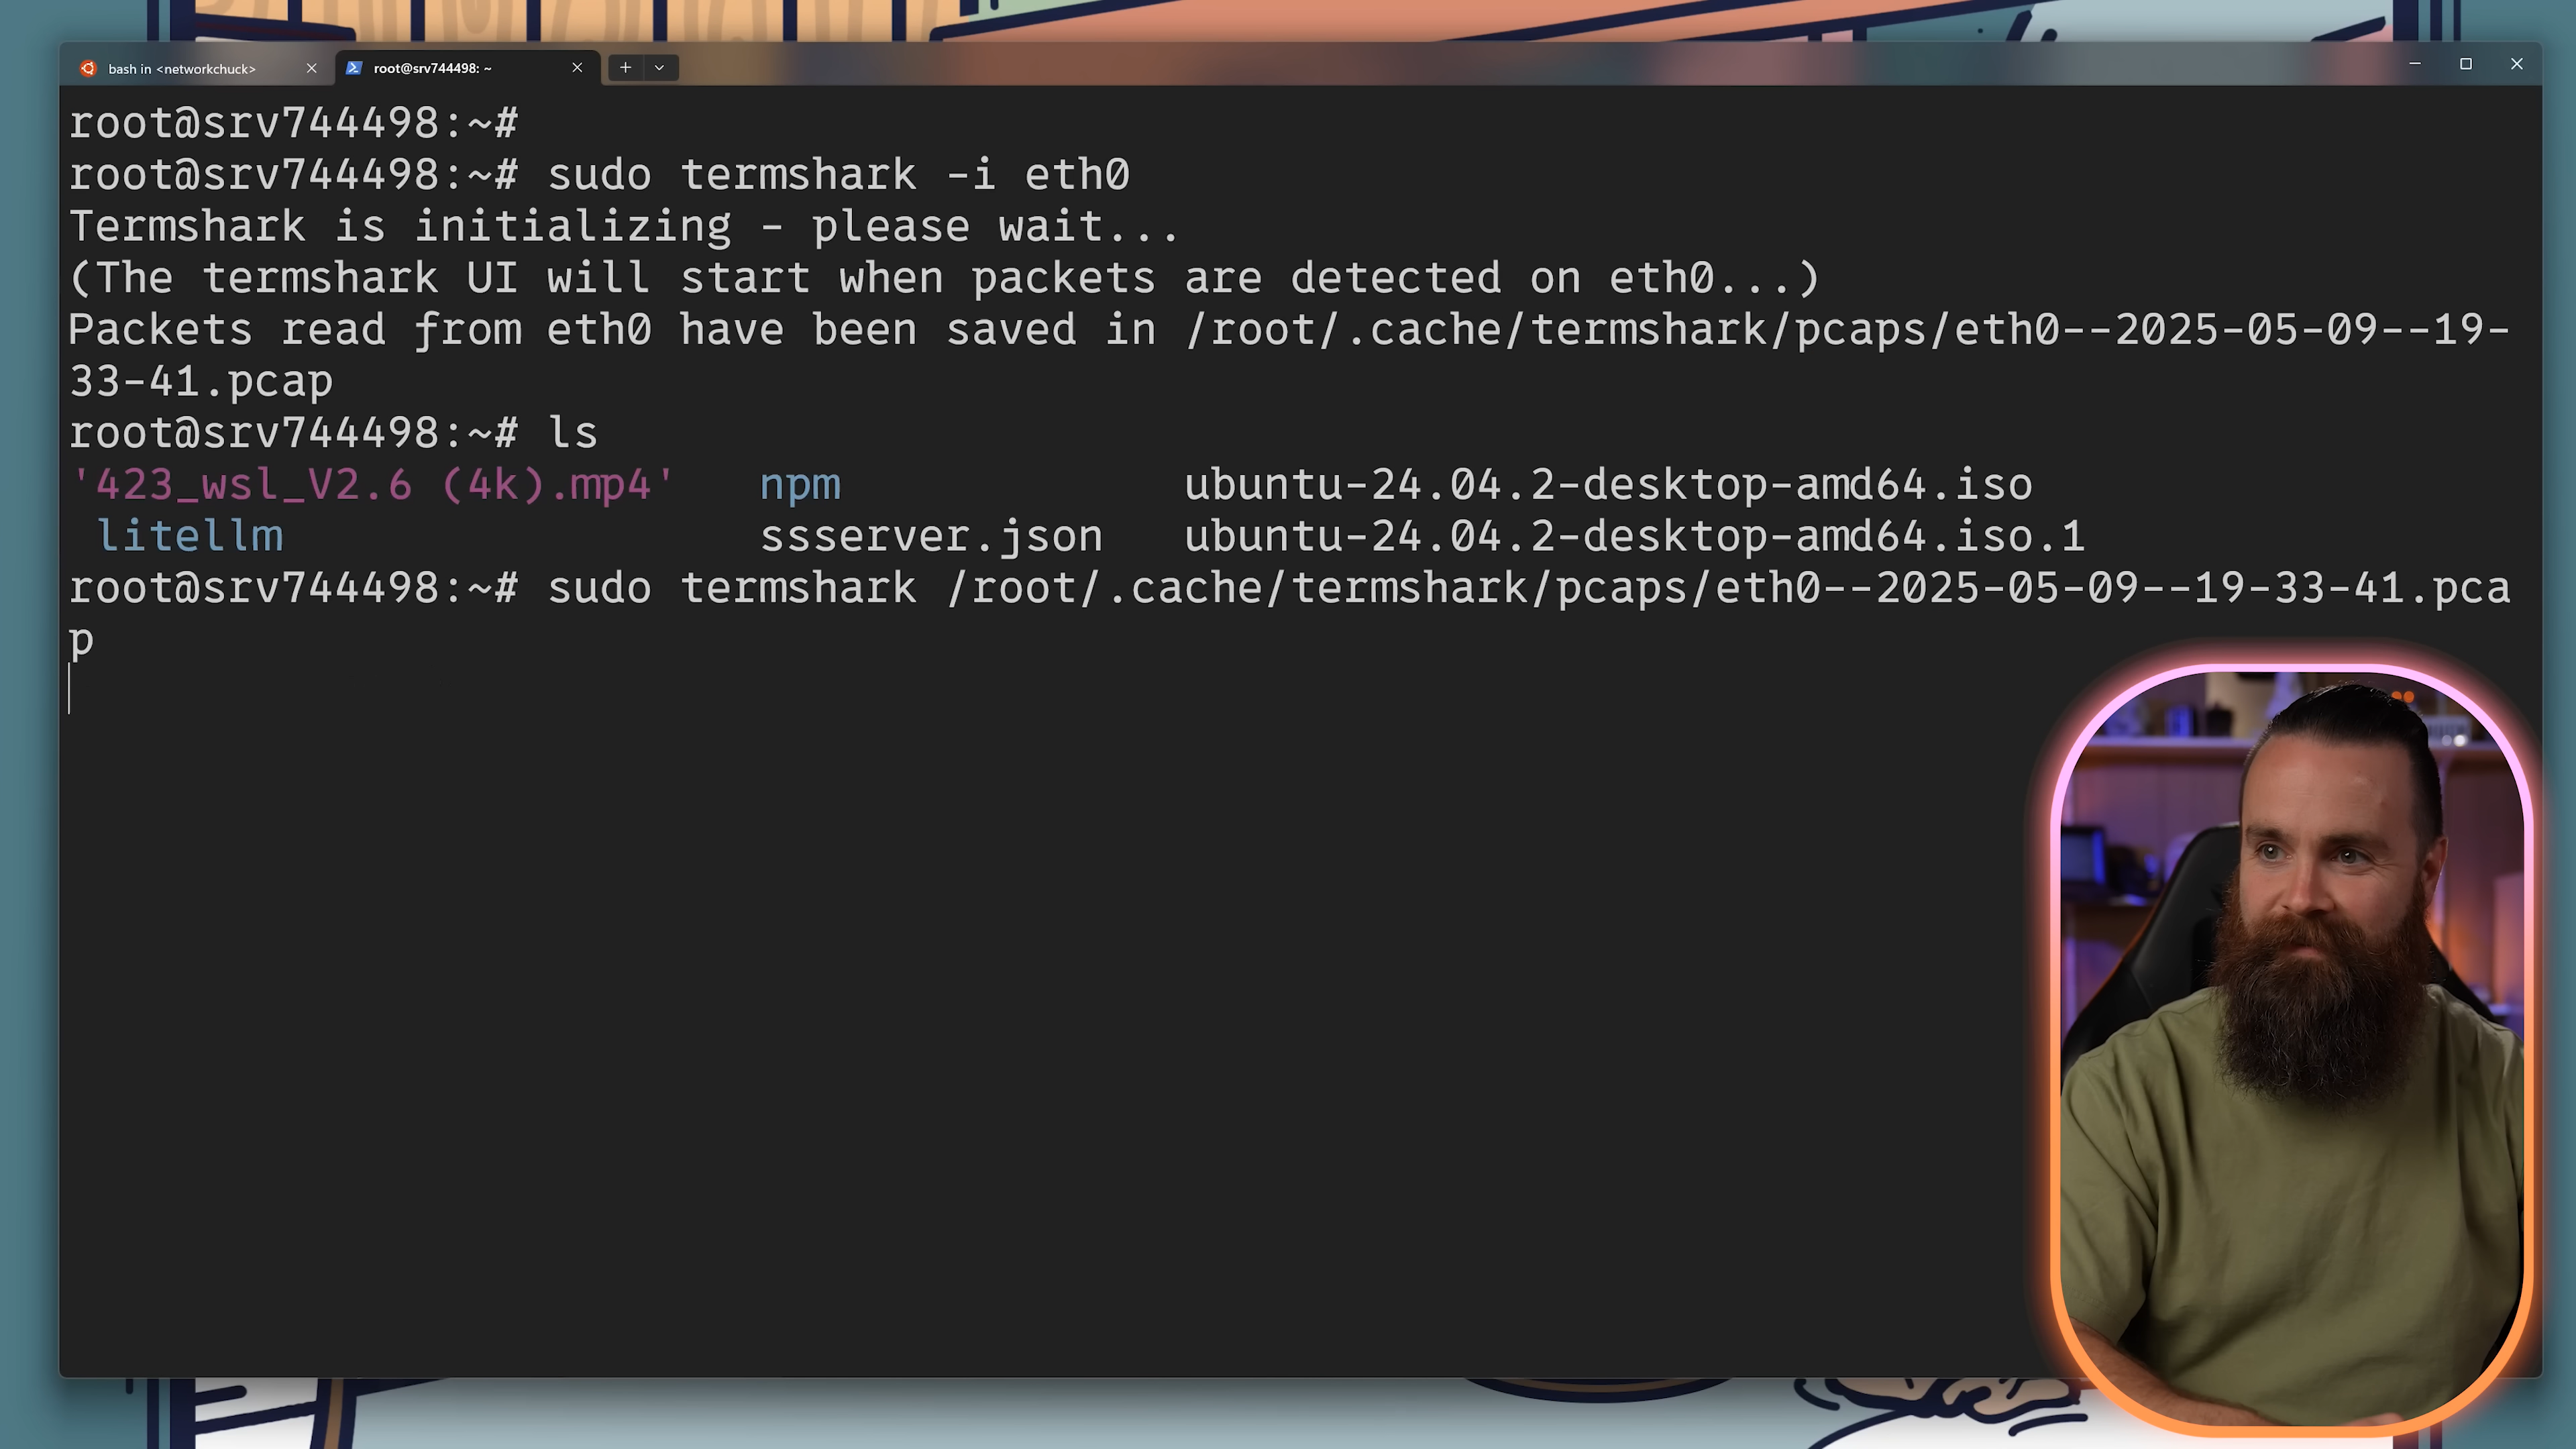 bash in <networkchuck>
root@srv744498: ~
root@srv744498:~#
root@srv744498:~# sudo termshark -i eth0
Termshark is initializing - please wait...
(The termshark UI will start when packets are detected on eth0...)
Packets read from eth0 have been saved in /root/.cache/termshark/pcaps/eth0--2025-05-09--19-
33-41.pcap
root@srv744498:~# ls
'423_wsl_V2.6 (4k).mp4' npm ubuntu-24.04.2-desktop-amd64.iso
litellm ssserver.json ubuntu-24.04.2-desktop-amd64.iso.1
root@srv744498:~# sudo termshark /root/.cache/termshark/pcaps/eth0--2025-05-09--19-33-41.pca
p